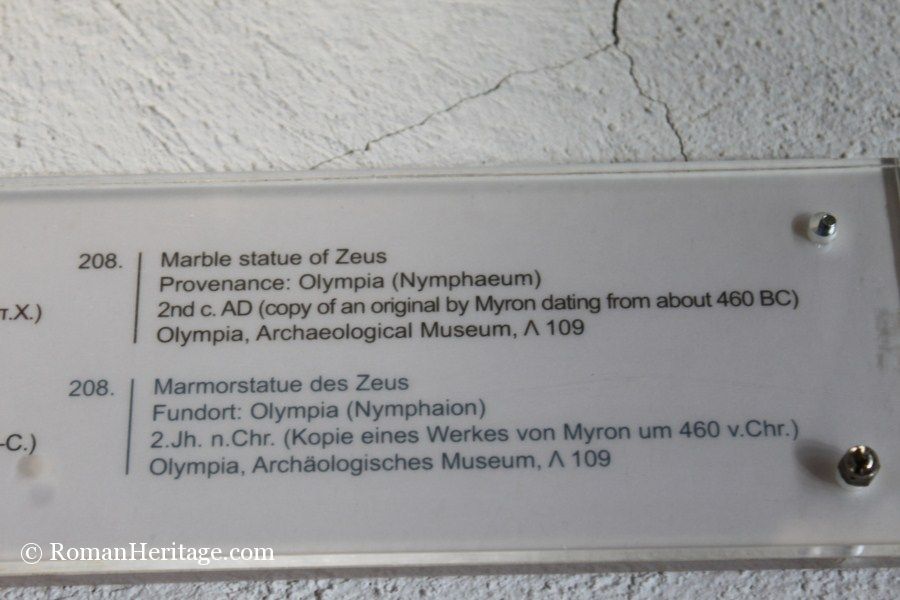 208. Marble statue of Zeus
Provenance: Olympia (Nymphaeum)
2nd c. AD (copy of an original by Myron dating from about 460 BC)
Olympia, Archaeological Museum, Λ 109
τ.Χ.)
208. Marmorstatue des Zeus
Fundort: Olympia (Nymphaion)
2.Jh. n.Chr. (Kopie eines Werkes von Myron um 460 v.Chr.)
Olympia, Archäologisches Museum, Λ 109
-C.)
© RomanHeritage.com